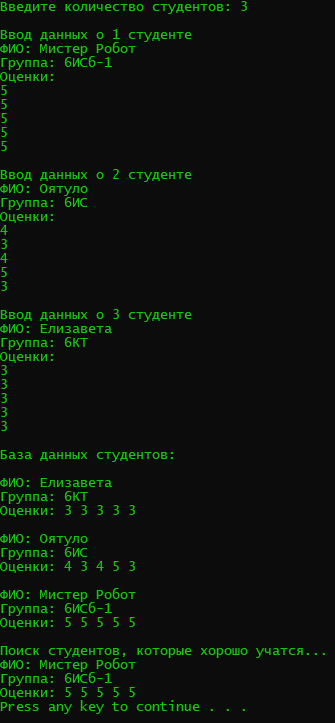 Введите количество студентов: 3
Ввод данных о 1 студенте
ФИО: Мистер Робот
Группа: 6ИСб-1
Оценки:
5
5
5
5
5
Ввод данных о 2 студенте
ФИО: Оятуло
Группа: 6ИС
Оценки:
4
3
4
5
3
Ввод данных о 3 студенте
ФИО: Елизавета
Группа: 6КТ
Оценки:
3
3
3
3
3
База данных студентов:
ФИО: Елизавета
Группа: 6КТ
Оценки: 3 3 3 3 3
ФИО: Оятуло
Группа: 6ИС
Оценки: 4 3 4 5 3
ФИО: Мистер Робот
Группа: 6ИСб-1
Оценки: 5 5 5 5 5
Поиск студентов, которые хорошо учатся...
ФИО: Мистер Робот
Группа: 6ИСб-1
Оценки: 5 5 5 5 5
Press any key to continue . . .